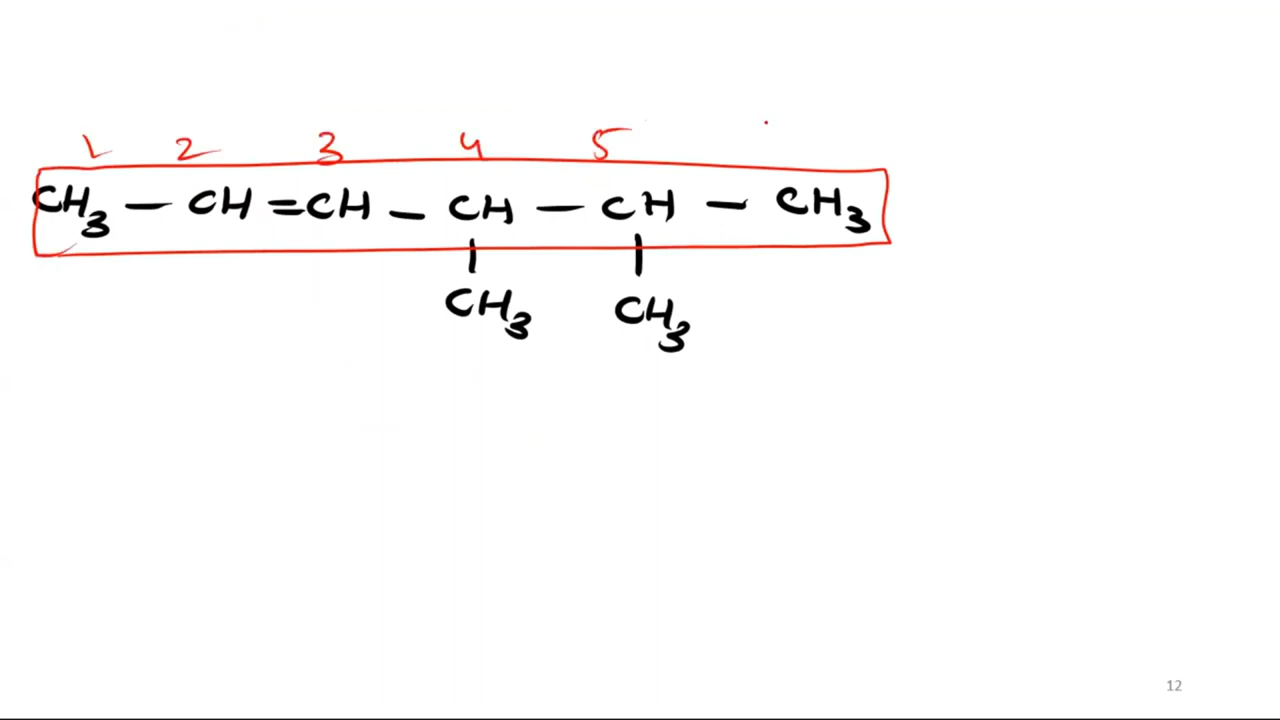 1 2 3 4 5
CH3 – CH = CH – CH – CH – CH3
CH3 CH3
12